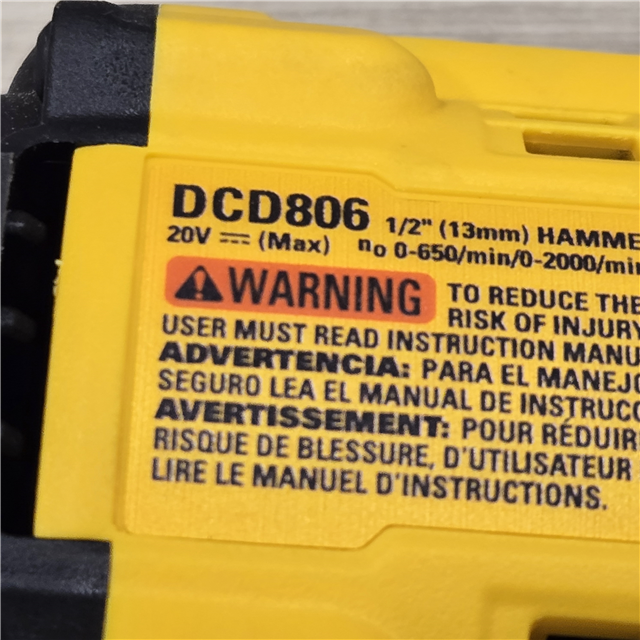 DCD806 1/2" (13mm) HAMME
20V ⎓ (Max) n₀ 0-650/min/0-2000/min
WARNING TO REDUCE THE
RISK OF INJURY
USER MUST READ INSTRUCTION MANU
ADVERTENCIA: PARA EL MANEJO
SEGURO LEA EL MANUAL DE INSTRUCC
AVERTISSEMENT: POUR RÉDUIR
RISQUE DE BLESSURE, D'UTILISATEUR
LIRE LE MANUEL D'INSTRUCTIONS.